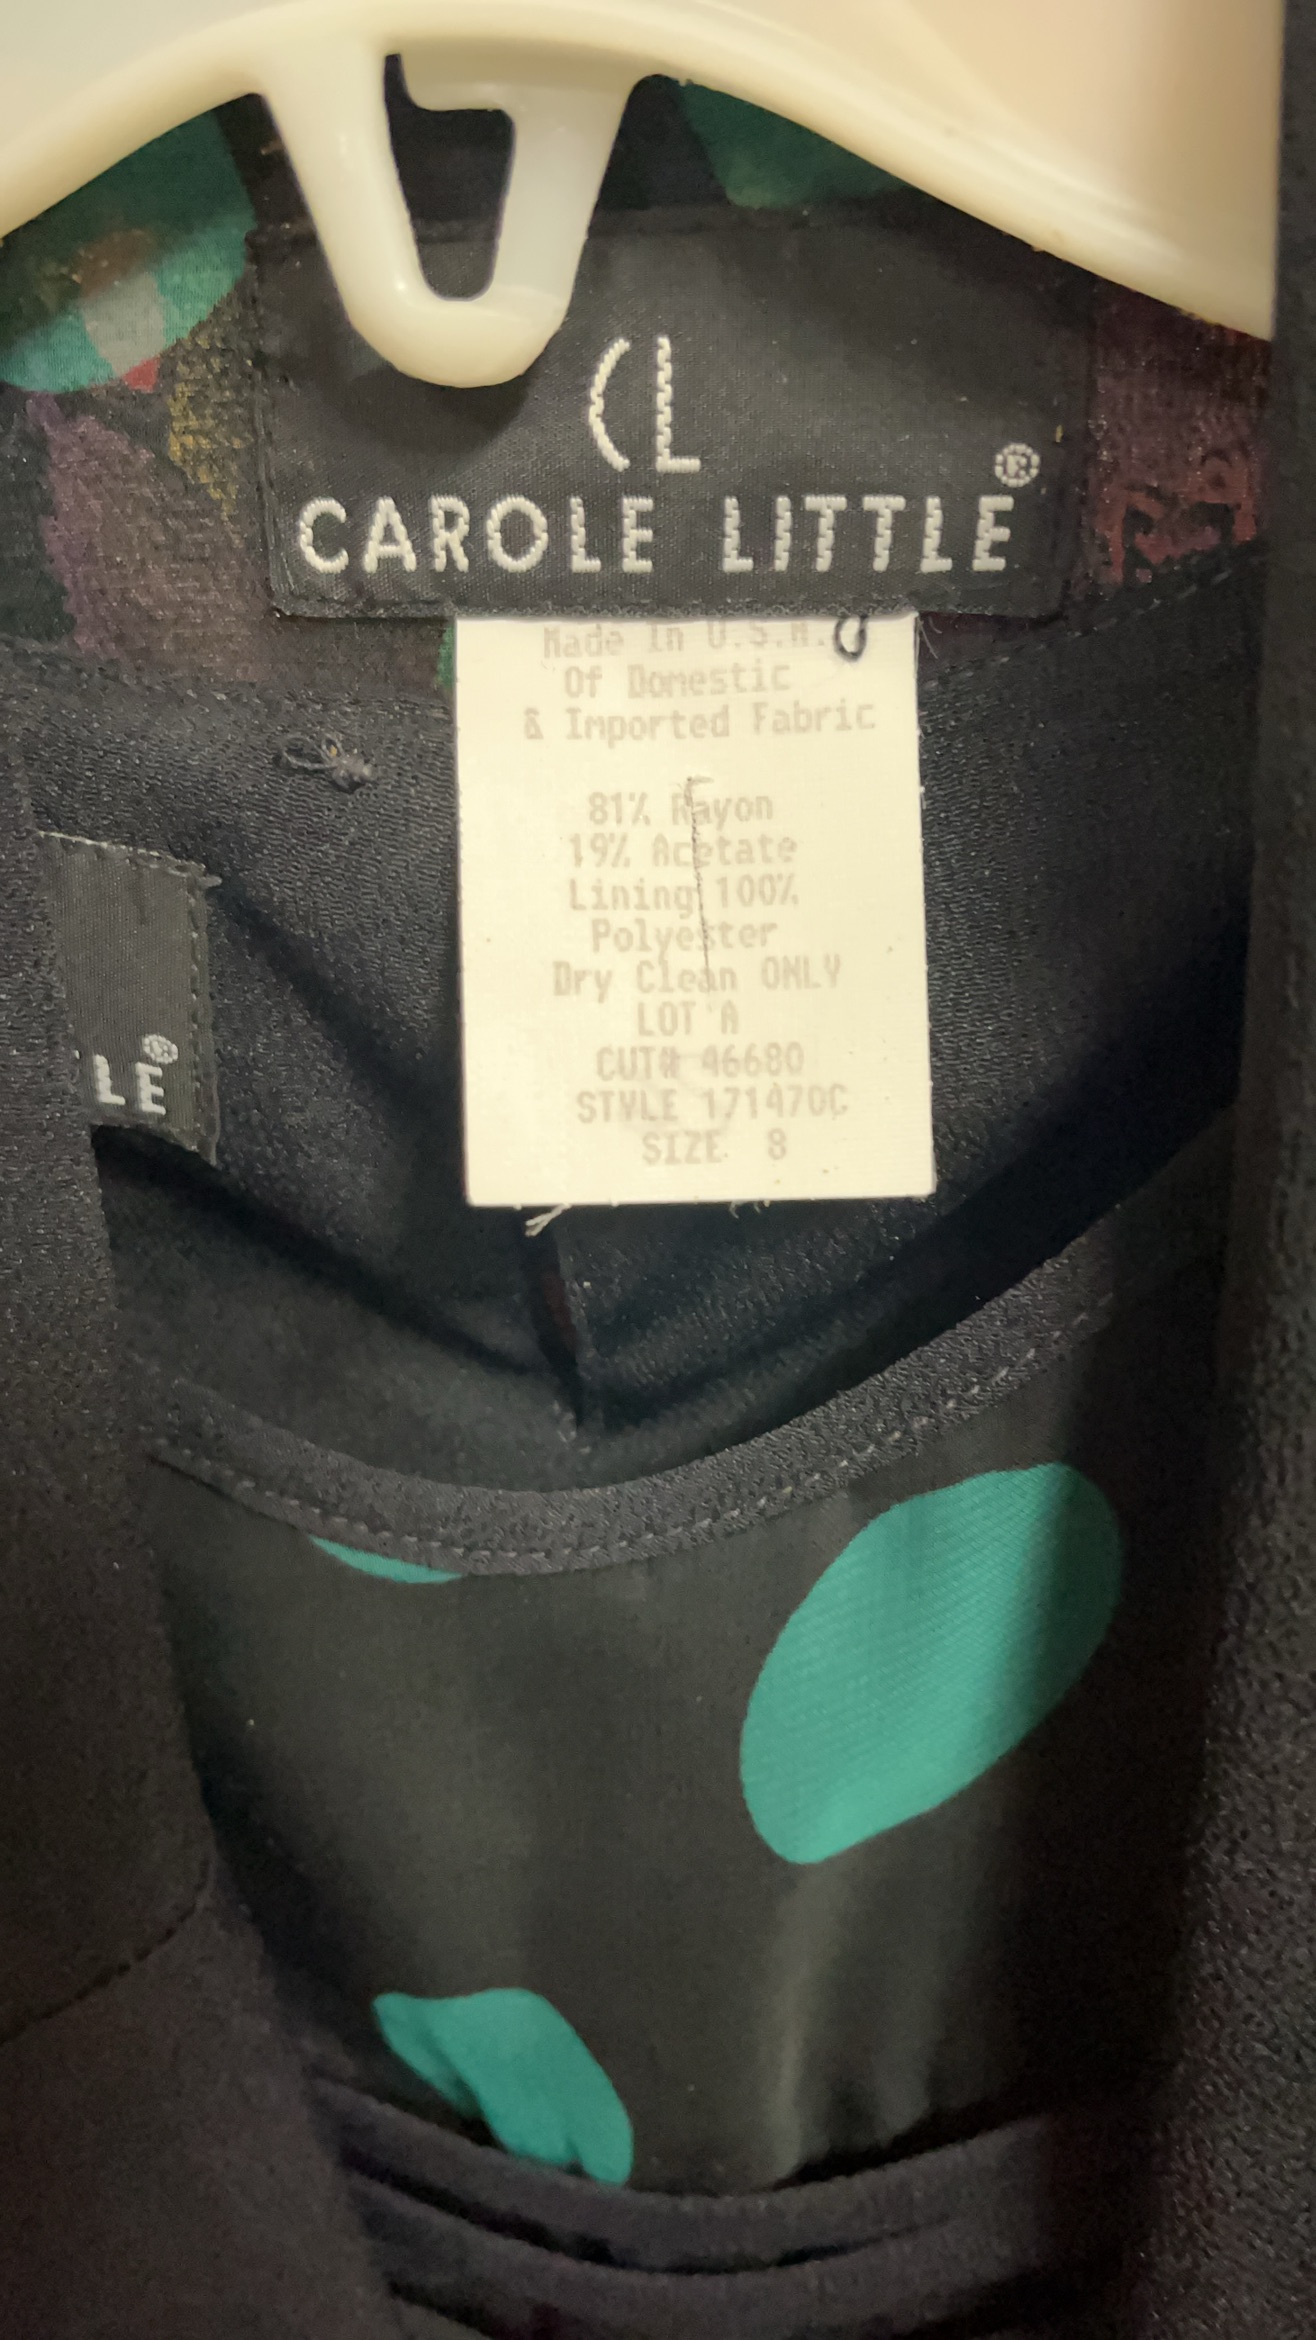 CL
CAROLE LITTLE®
Made In U.S.A.
Of Domestic
& Imported Fabric
81% Rayon
19% Acetate
Lining 100%
Polyester
Dry Clean ONLY
LOT A
CUT# 46680
STYLE 171470C
SIZE 8
LE®